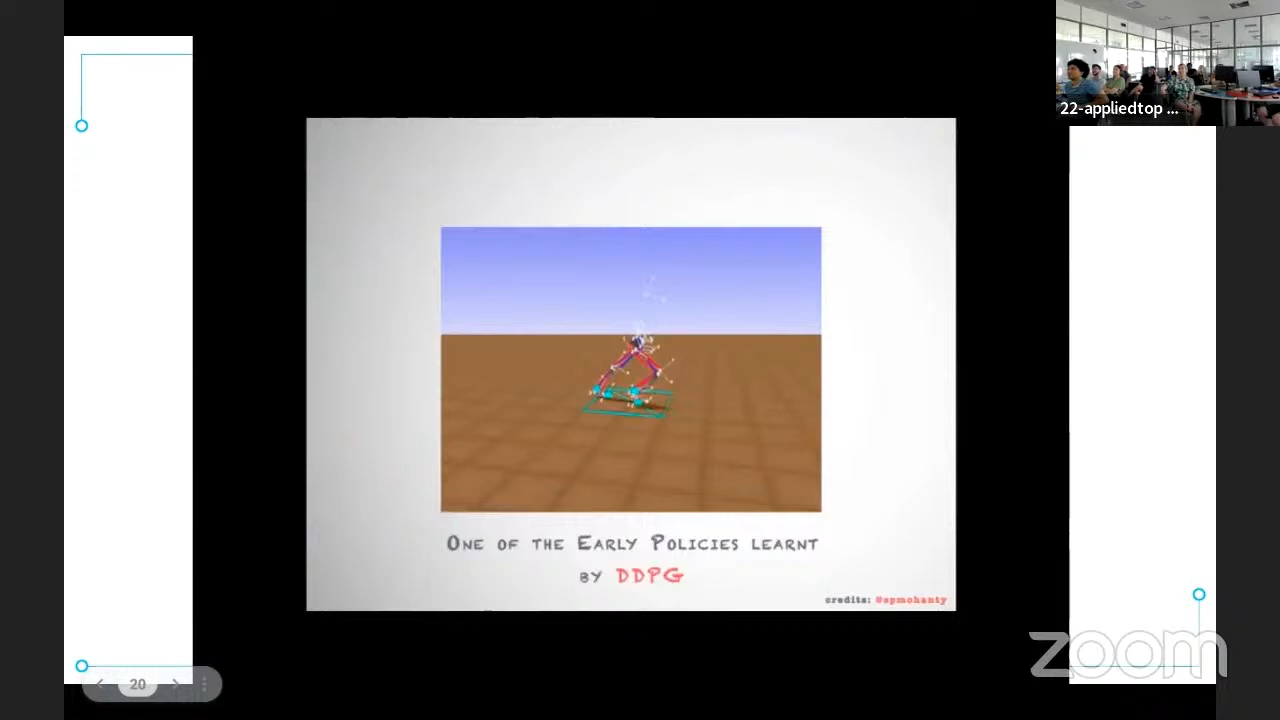 22-appliedtop ...
One of the Early Policies learnt
by DDPG
credits: @spmohanty
zoom
20